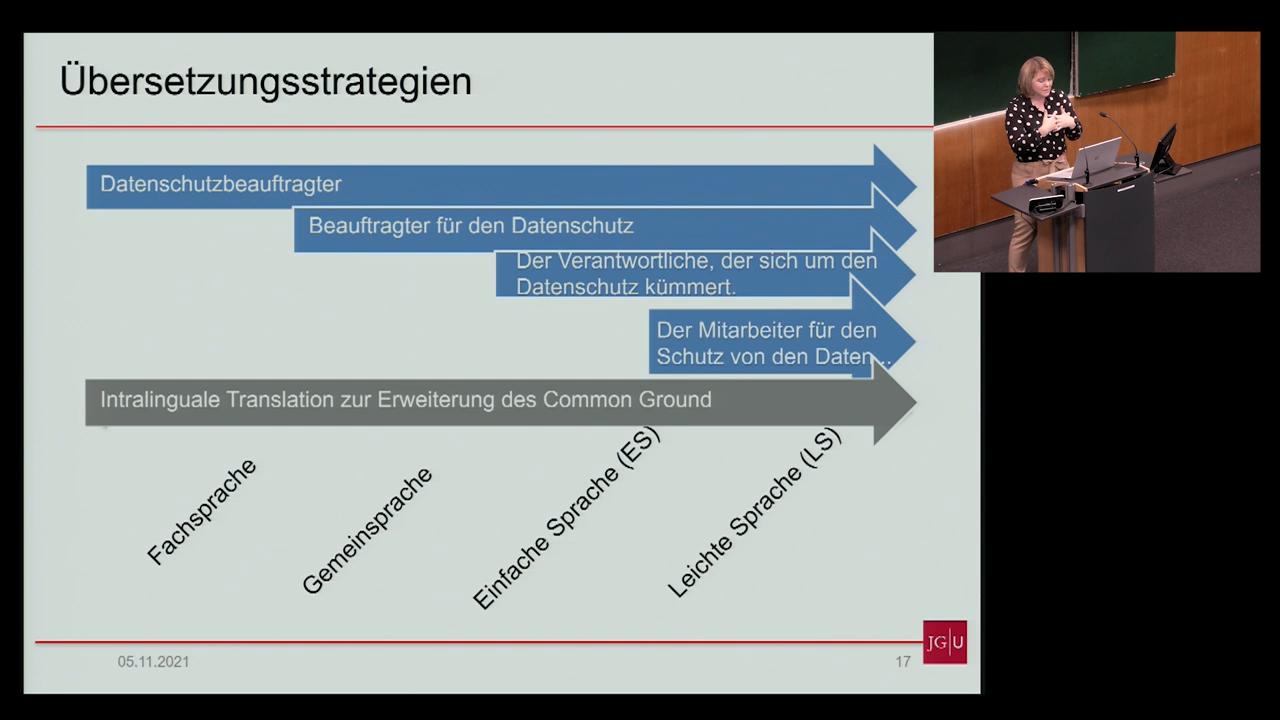 Übersetzungsstrategien
Datenschutzbeauftragter
Beauftragter für den Datenschutz
Der Verantwortliche, der sich um den
Datenschutz kümmert.
Der Mitarbeiter für den
Schutz von den Daten...
Intralinguale Translation zur Erweiterung des Common Ground
Fachsprache
Gemeinsprache
Einfache Sprache (ES)
Leichte Sprache (LS)
05.11.2021
17
JG|U